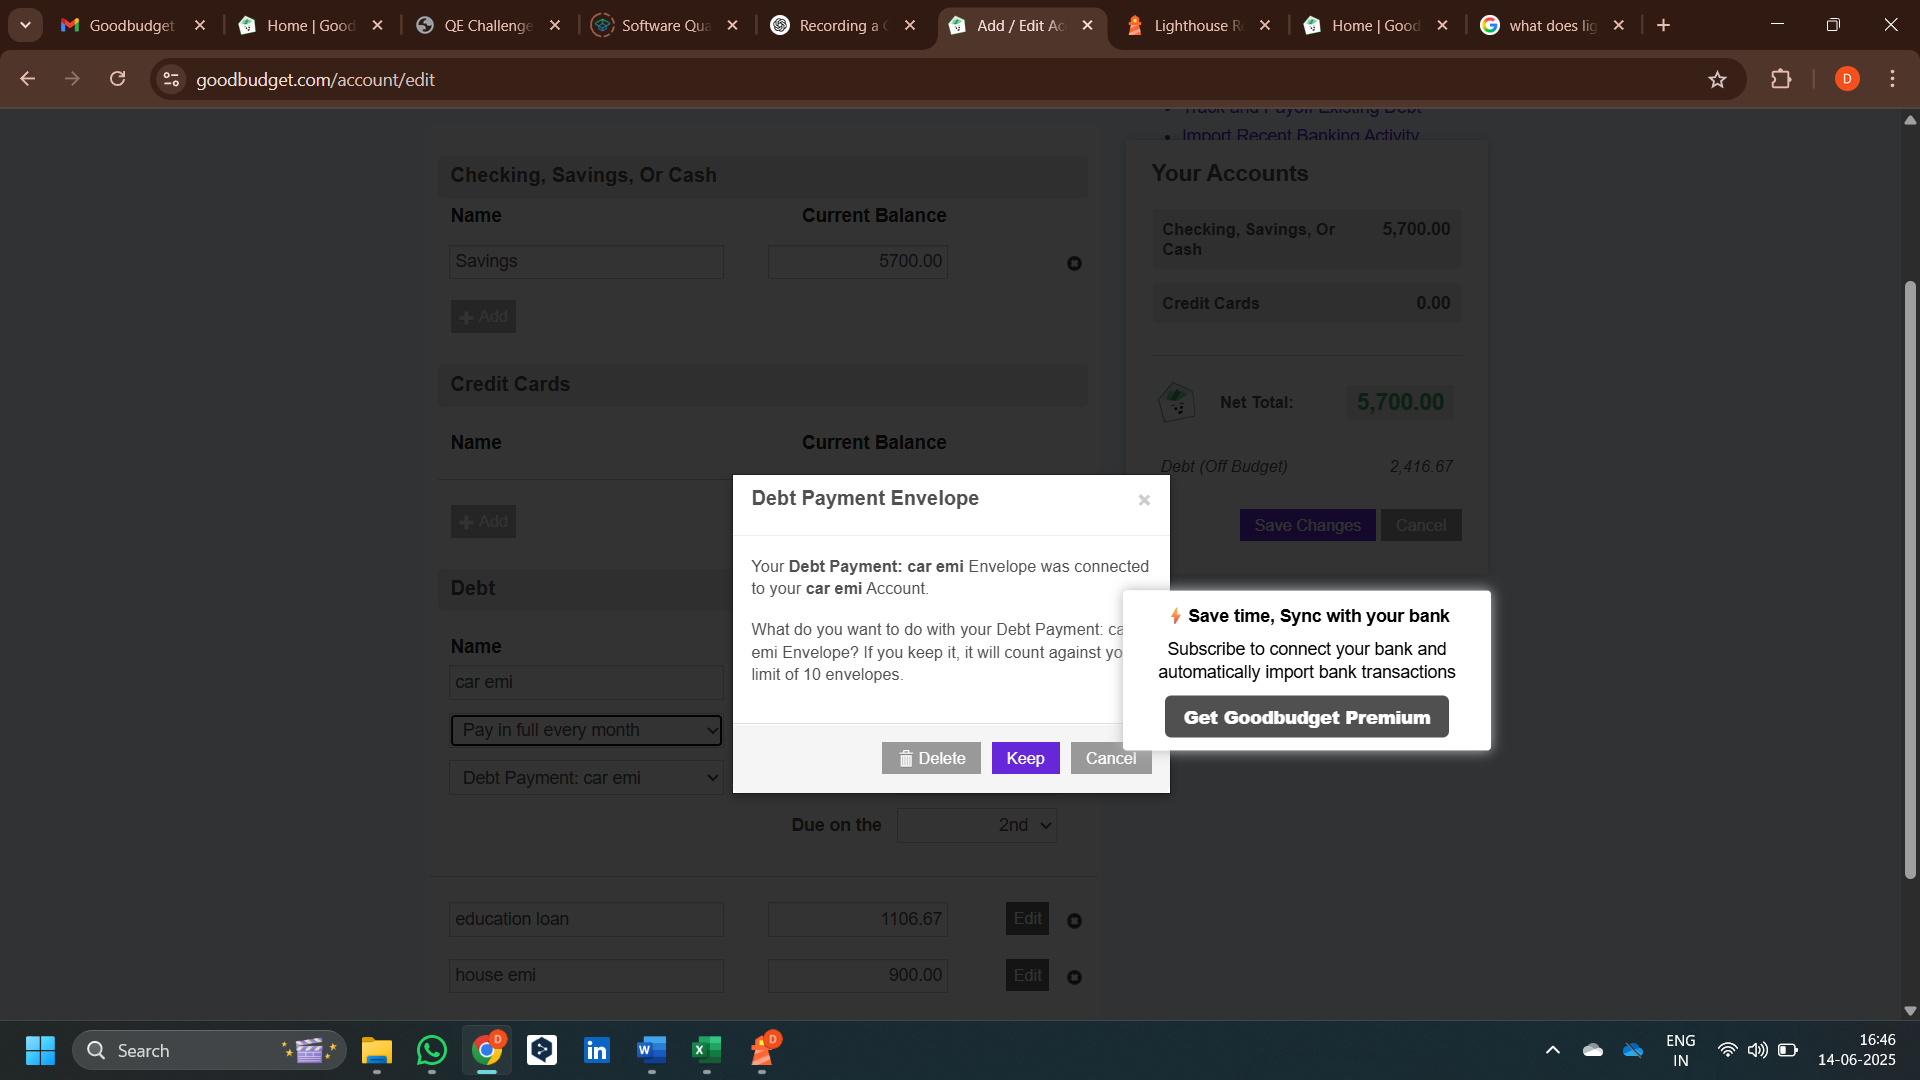 Goodbudget
Home | Good
QE Challenge
Software Qua
Recording a G
Add / Edit Ac
Lighthouse R
Home | Good
what does lig
goodbudget.com/account/edit
D
Track and Payoff Existing Debt
Import Recent Banking Activity
Checking, Savings, Or Cash
Name Current Balance
Savings 5700.00
Add
Credit Cards
Name Current Balance
Add
Debt
Name
car emi
Pay in full every month
Debt Payment: car emi
Due on the 2nd
education loan 1106.67 Edit
house emi 900.00 Edit
Your Accounts
Checking, Savings, Or Cash 5,700.00
Credit Cards 0.00
Net Total: 5,700.00
Debt (Off Budget) 2,416.67
Save Changes Cancel
Debt Payment Envelope
Your Debt Payment: car emi Envelope was connected
to your car emi Account.
What do you want to do with your Debt Payment: ca
emi Envelope? If you keep it, it will count against yo
limit of 10 envelopes.
Delete Keep Cancel
Save time, Sync with your bank
Subscribe to connect your bank and
automatically import bank transactions
Get Goodbudget Premium
Search
ENG
IN
16:46
14-06-2025